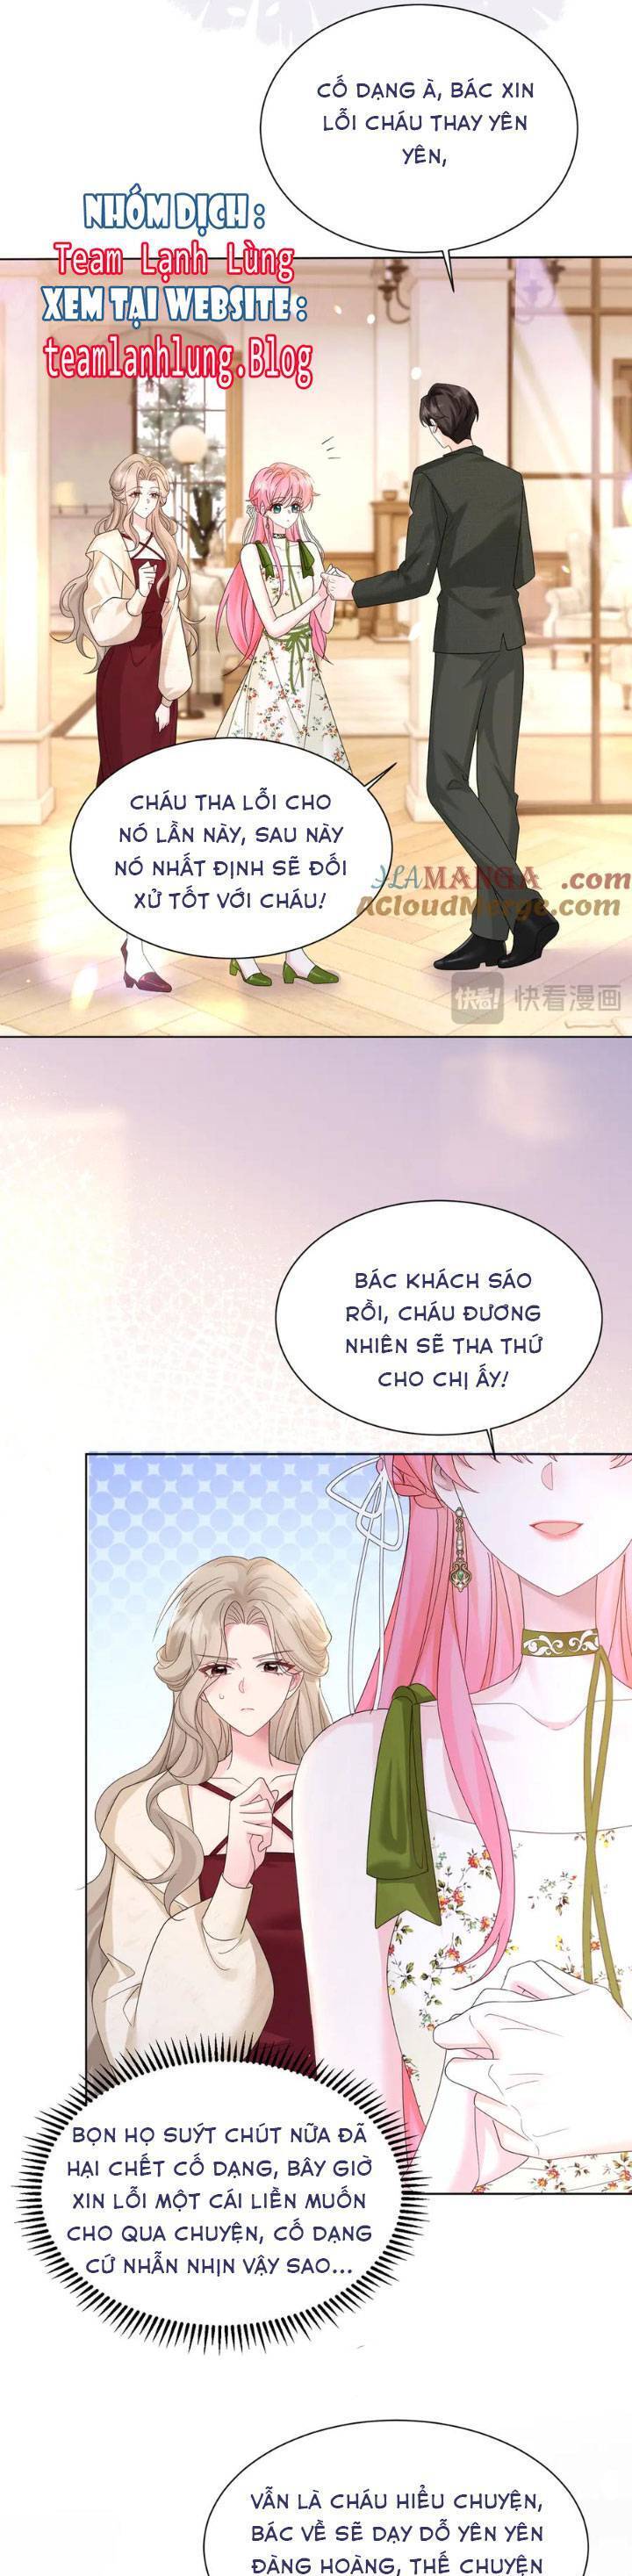 CỐ DẠNG À, BÁC XIN
LỖI CHÁU THAY YÊN
YÊN,
NHÓM DỊCH :
Team Lạnh Lùng
XEM TẠI WEBSITE :
teamlanhlung.Blog
CHÁU THA LỖI CHO
NÓ LẦN NÀY, SAU NÀY
NÓ NHẤT ĐỊNH SẼ ĐỐI
XỬ TỐT VỚI CHÁU!
MANGA .com
ACloudMerge.com
快看! 快看漫画
BÁC KHÁCH SÁO
RỒI, CHÁU ĐƯƠNG
NHIÊN SẼ THA THỨ
CHO CHỊ ẤY!
BỌN HỌ SUÝT CHÚT NỮA ĐÃ
HẠI CHẾT CỐ DẠNG, BÂY GIỜ
XIN LỖI MỘT CÁI LIỀN MUỐN
CHO QUA CHUYỆN, CỐ DẠNG
CỨ NHẪN NHỊN VẬY SAO...
VẪN LÀ CHÁU HIỂU CHUYỆN,
BÁC VỀ SẼ DẠY DỖ YÊN YÊN
ĐÀNG HOÀNG, THẾ CHUYỆN